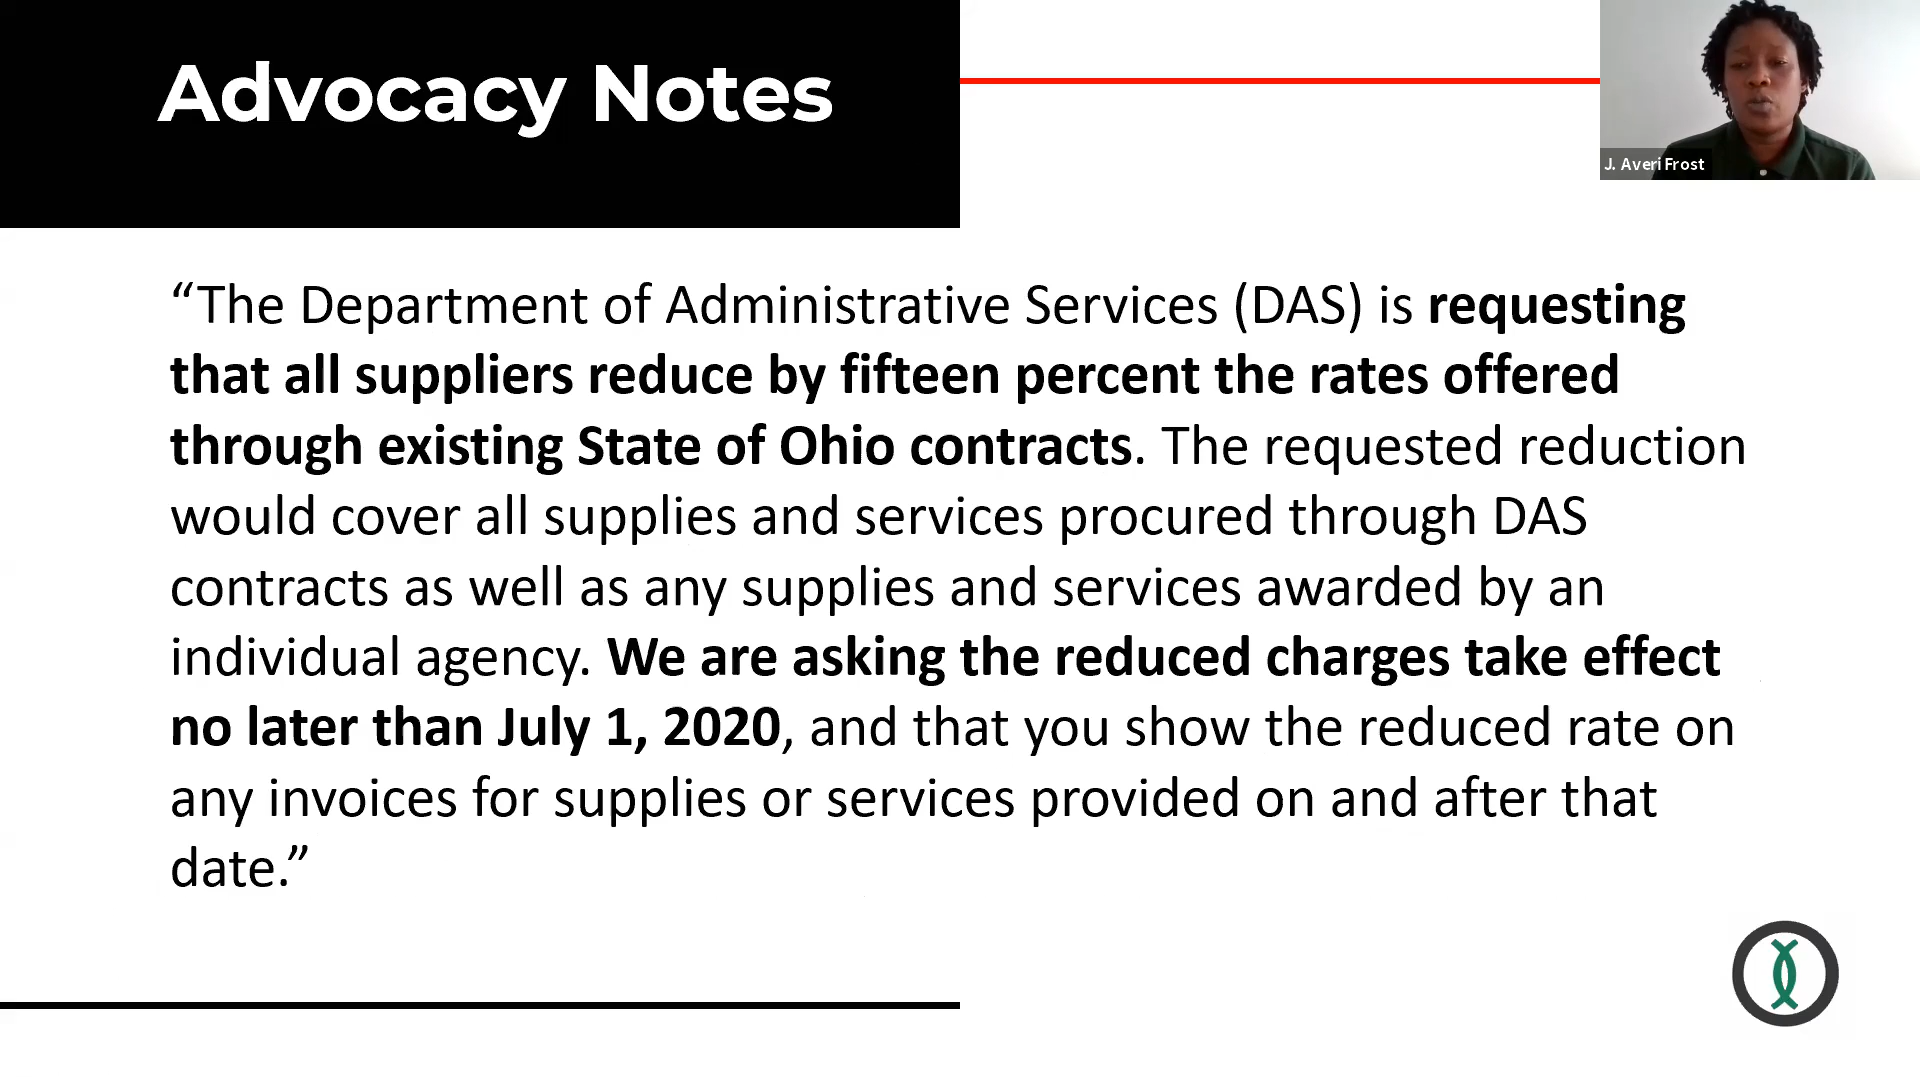 Advocacy Notes
J. Averi Frost
“The Department of Administrative Services (DAS) is requesting
that all suppliers reduce by fifteen percent the rates offered
through existing State of Ohio contracts. The requested reduction
would cover all supplies and services procured through DAS
contracts as well as any supplies and services awarded by an
individual agency. We are asking the reduced charges take effect
no later than July 1, 2020, and that you show the reduced rate on
any invoices for supplies or services provided on and after that
date.”